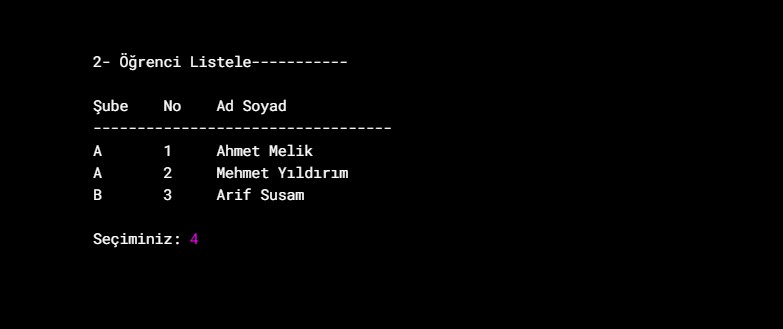 2- Öğrenci Listele-----------
Şube    No    Ad Soyad
----------------------------------
A       1     Ahmet Melik
A       2     Mehmet Yıldırım
B       3     Arif Susam
Seçiminiz: 4